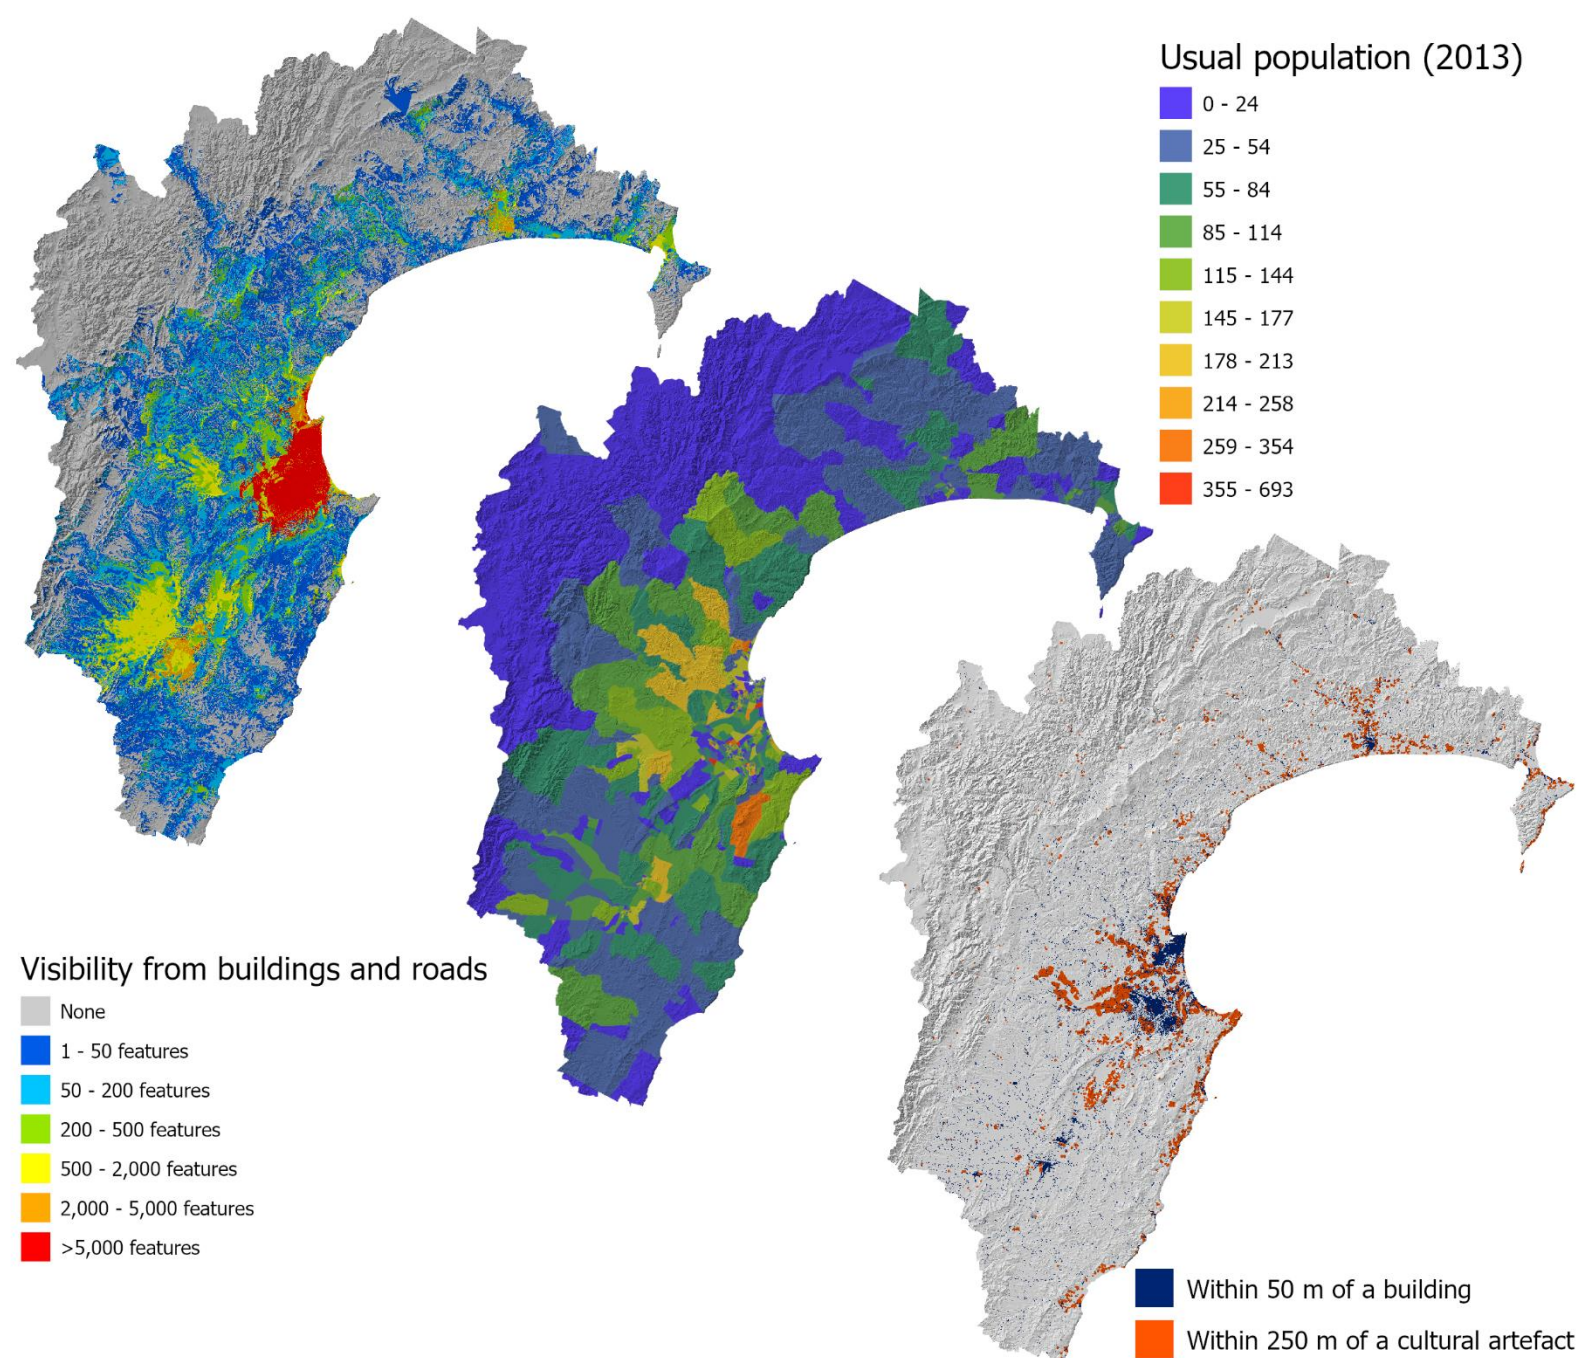 Usual population (2013)
0 - 24
25 - 54
55 - 84
85 - 114
115 - 144
145 - 177
178 - 213
214 - 258
259 - 354
355 - 693
Visibility from buildings and roads
None
1 - 50 features
50 - 200 features
200 - 500 features
500 - 2,000 features
2,000 - 5,000 features
>5,000 features
Within 50 m of a building
Within 250 m of a cultural artefact